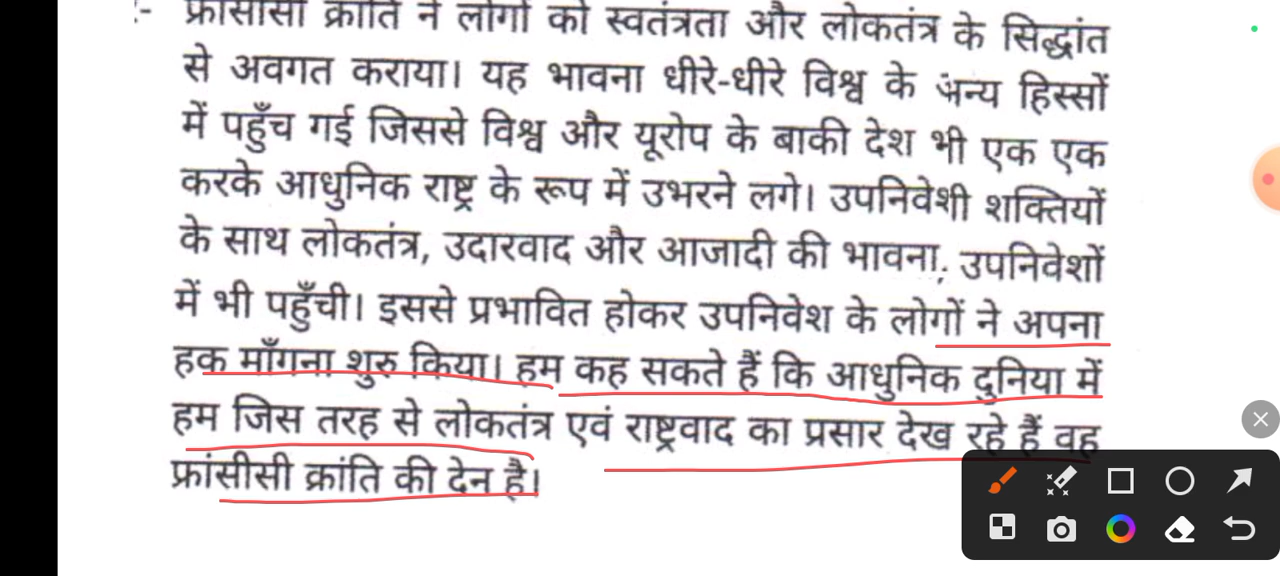 :- फ्रांसीसी क्रांति ने लोगों को स्वतंत्रता और लोकतंत्र के सिद्धांत
से अवगत कराया। यह भावना धीरे-धीरे विश्व के अन्य हिस्सों
में पहुँच गई जिससे विश्व और यूरोप के बाकी देश भी एक एक
करके आधुनिक राष्ट्र के रूप में उभरने लगे। उपनिवेशी शक्तियों
के साथ लोकतंत्र, उदारवाद और आजादी की भावना, उपनिवेशों
में भी पहुँची। इससे प्रभावित होकर उपनिवेश के लोगों ने अपना
हक माँगना शुरु किया। हम कह सकते हैं कि आधुनिक दुनिया में
हम जिस तरह से लोकतंत्र एवं राष्ट्रवाद का प्रसार देख रहे हैं वह
फ्रांसीसी क्रांति की देन है।